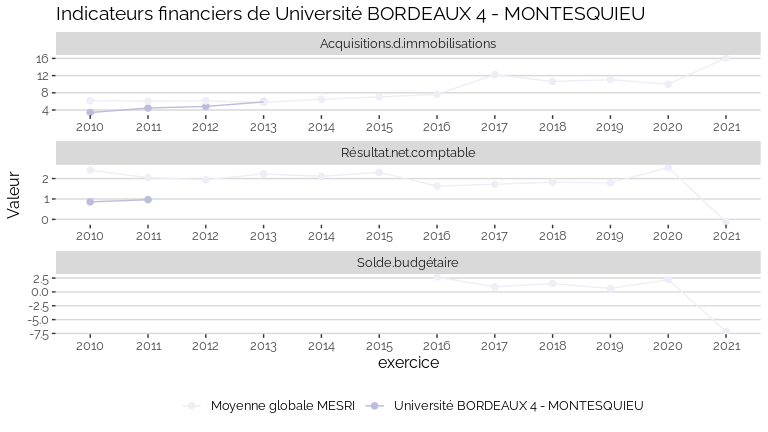 Indicateurs financiers de Université BORDEAUX 4 - MONTESQUIEU
Acquisitions.d.immobilisations
16
12
8
4
2010 2011 2012 2013 2014 2015 2016 2017 2018 2019 2020 2021
Résultat.net.comptable
2
1
0
2010 2011 2012 2013 2014 2015 2016 2017 2018 2019 2020 2021
Valeur
Solde.budgétaire
2.5
0.0
-2.5
-5.0
-7.5
2010 2011 2012 2013 2014 2015 2016 2017 2018 2019 2020 2021
exercice
Moyenne globale MESRI Université BORDEAUX 4 - MONTESQUIEU